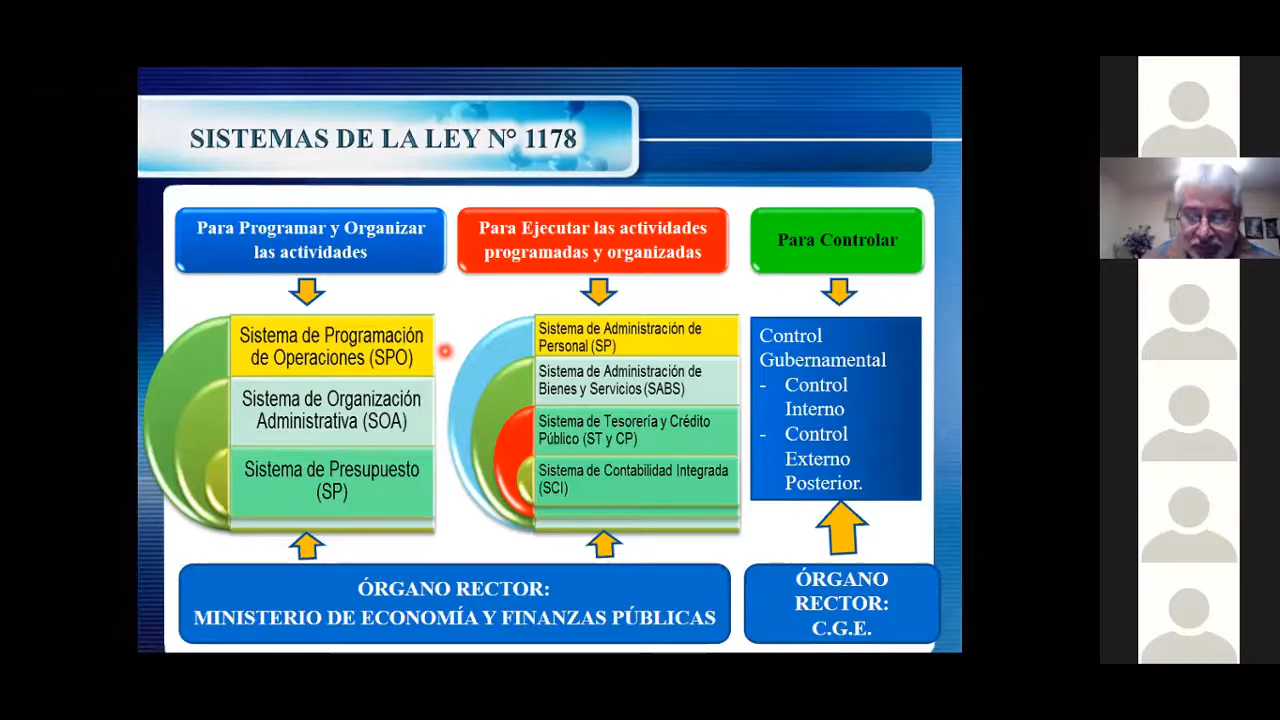 SISTEMAS DE LA LEY N° 1178
Para Programar y Organizar
las actividades
Para Ejecutar las actividades
programadas y organizadas
Para Controlar
Sistema de Programación
de Operaciones (SPO)
Sistema de Organización
Administrativa (SOA)
Sistema de Presupuesto
(SP)
Sistema de Administración de
Personal (SP)
Sistema de Administración de
Bienes y Servicios (SABS)
Sistema de Tesorería y Crédito
Público (ST y CP)
Sistema de Contabilidad Integrada
(SCI)
Control
Gubernamental
- Control
Interno
- Control
Externo
Posterior.
ÓRGANO RECTOR:
MINISTERIO DE ECONOMÍA Y FINANZAS PÚBLICAS
ÓRGANO
RECTOR:
C.G.E.